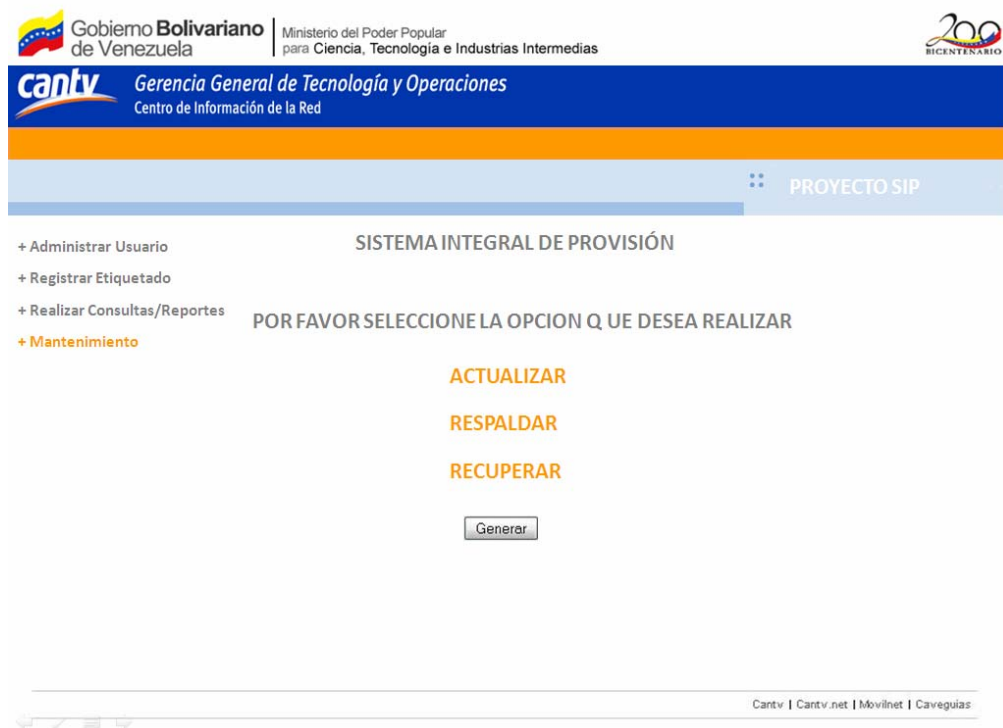 Gobierno Bolivariano
de Venezuela
Ministerio del Poder Popular
para Ciencia, Tecnología e Industrias Intermedias
200
BICENTENARIO
cantv
Gerencia General de Tecnología y Operaciones
Centro de Información de la Red
PROYECTO SIP
+ Administrar Usuario
+ Registrar Etiquetado
+ Realizar Consultas/Reportes
+ Mantenimiento
SISTEMA INTEGRAL DE PROVISIÓN
POR FAVOR SELECCIONE LA OPCION Q UE DESEA REALIZAR
ACTUALIZAR
RESPALDAR
RECUPERAR
Generar
Cantv | Cantv.net | Movilnet | Caveguias